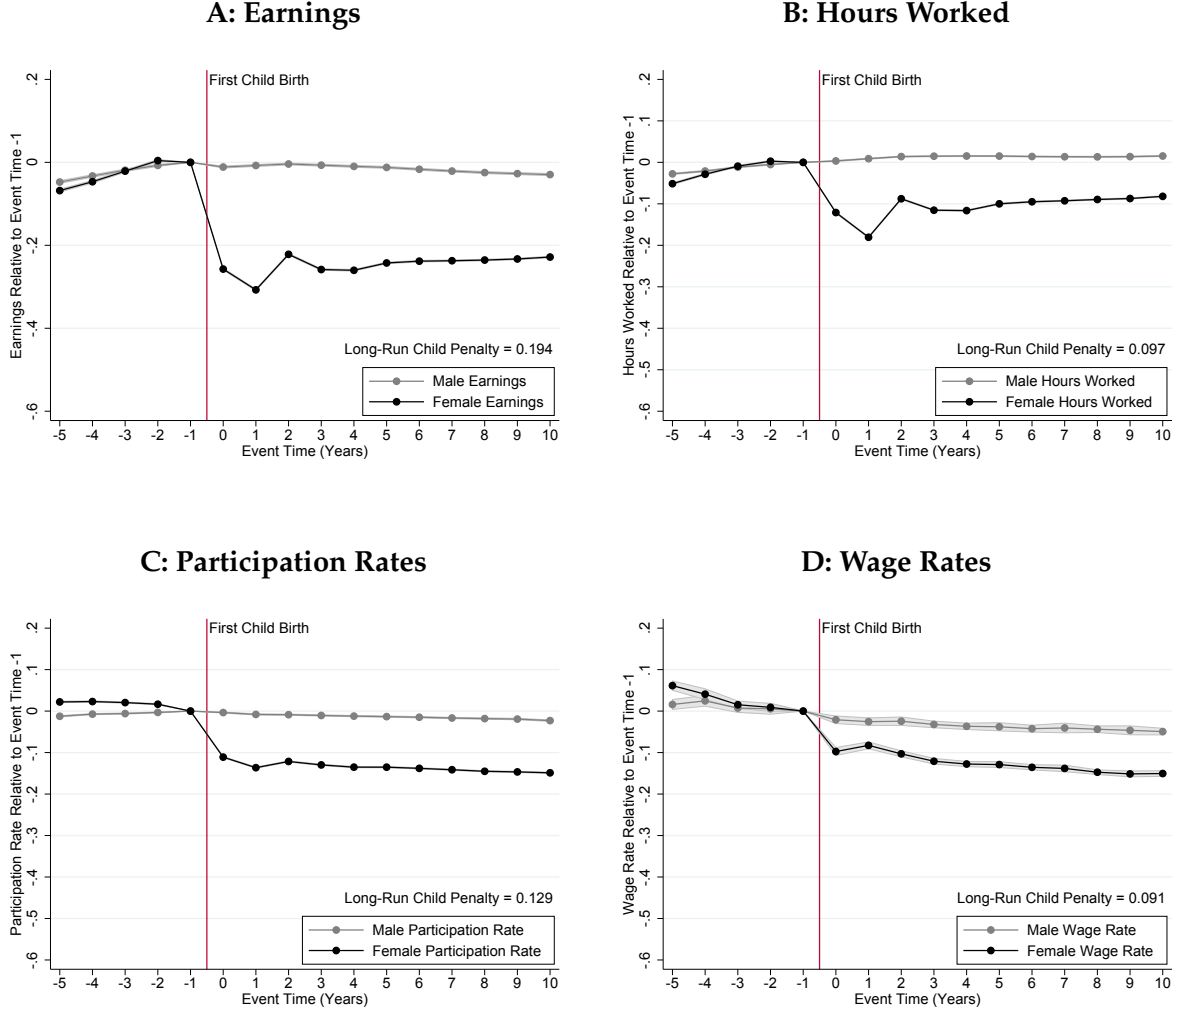 A: Earnings
Earnings Relative to Event Time -1
.2
0
-.2
-.4
-.6
First Child Birth
Long-Run Child Penalty = 0.194
Male Earnings
Female Earnings
-5 -4 -3 -2 -1 0 1 2 3 4 5 6 7 8 9 10
Event Time (Years)
B: Hours Worked
Hours Worked Relative to Event Time -1
.2
.1
0
-.1
-.2
-.3
-.4
-.5
-.6
First Child Birth
Long-Run Child Penalty = 0.097
Male Hours Worked
Female Hours Worked
-5 -4 -3 -2 -1 0 1 2 3 4 5 6 7 8 9 10
Event Time (Years)
C: Participation Rates
Participation Rate Relative to Event Time -1
.2
.1
0
-.1
-.2
-.3
-.4
-.5
-.6
First Child Birth
Long-Run Child Penalty = 0.129
Male Participation Rate
Female Participation Rate
-5 -4 -3 -2 -1 0 1 2 3 4 5 6 7 8 9 10
Event Time (Years)
D: Wage Rates
Wage Rate Relative to Event Time -1
.2
.1
0
-.1
-.2
-.3
-.4
-.5
-.6
First Child Birth
Long-Run Child Penalty = 0.091
Male Wage Rate
Female Wage Rate
-5 -4 -3 -2 -1 0 1 2 3 4 5 6 7 8 9 10
Event Time (Years)